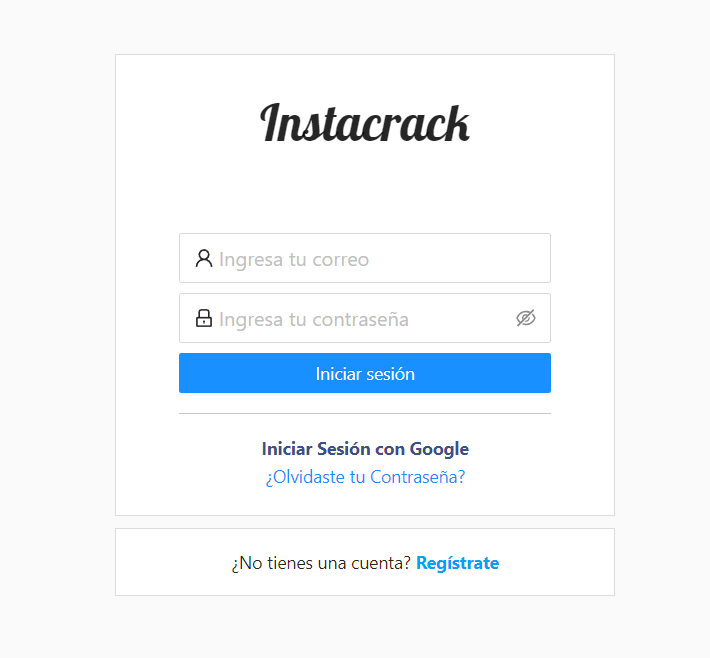 Instacrack
Ingresa tu correo
Ingresa tu contraseña
Iniciar sesión
Iniciar Sesión con Google
¿Olvidaste tu Contraseña?
¿No tienes una cuenta? Regístrate